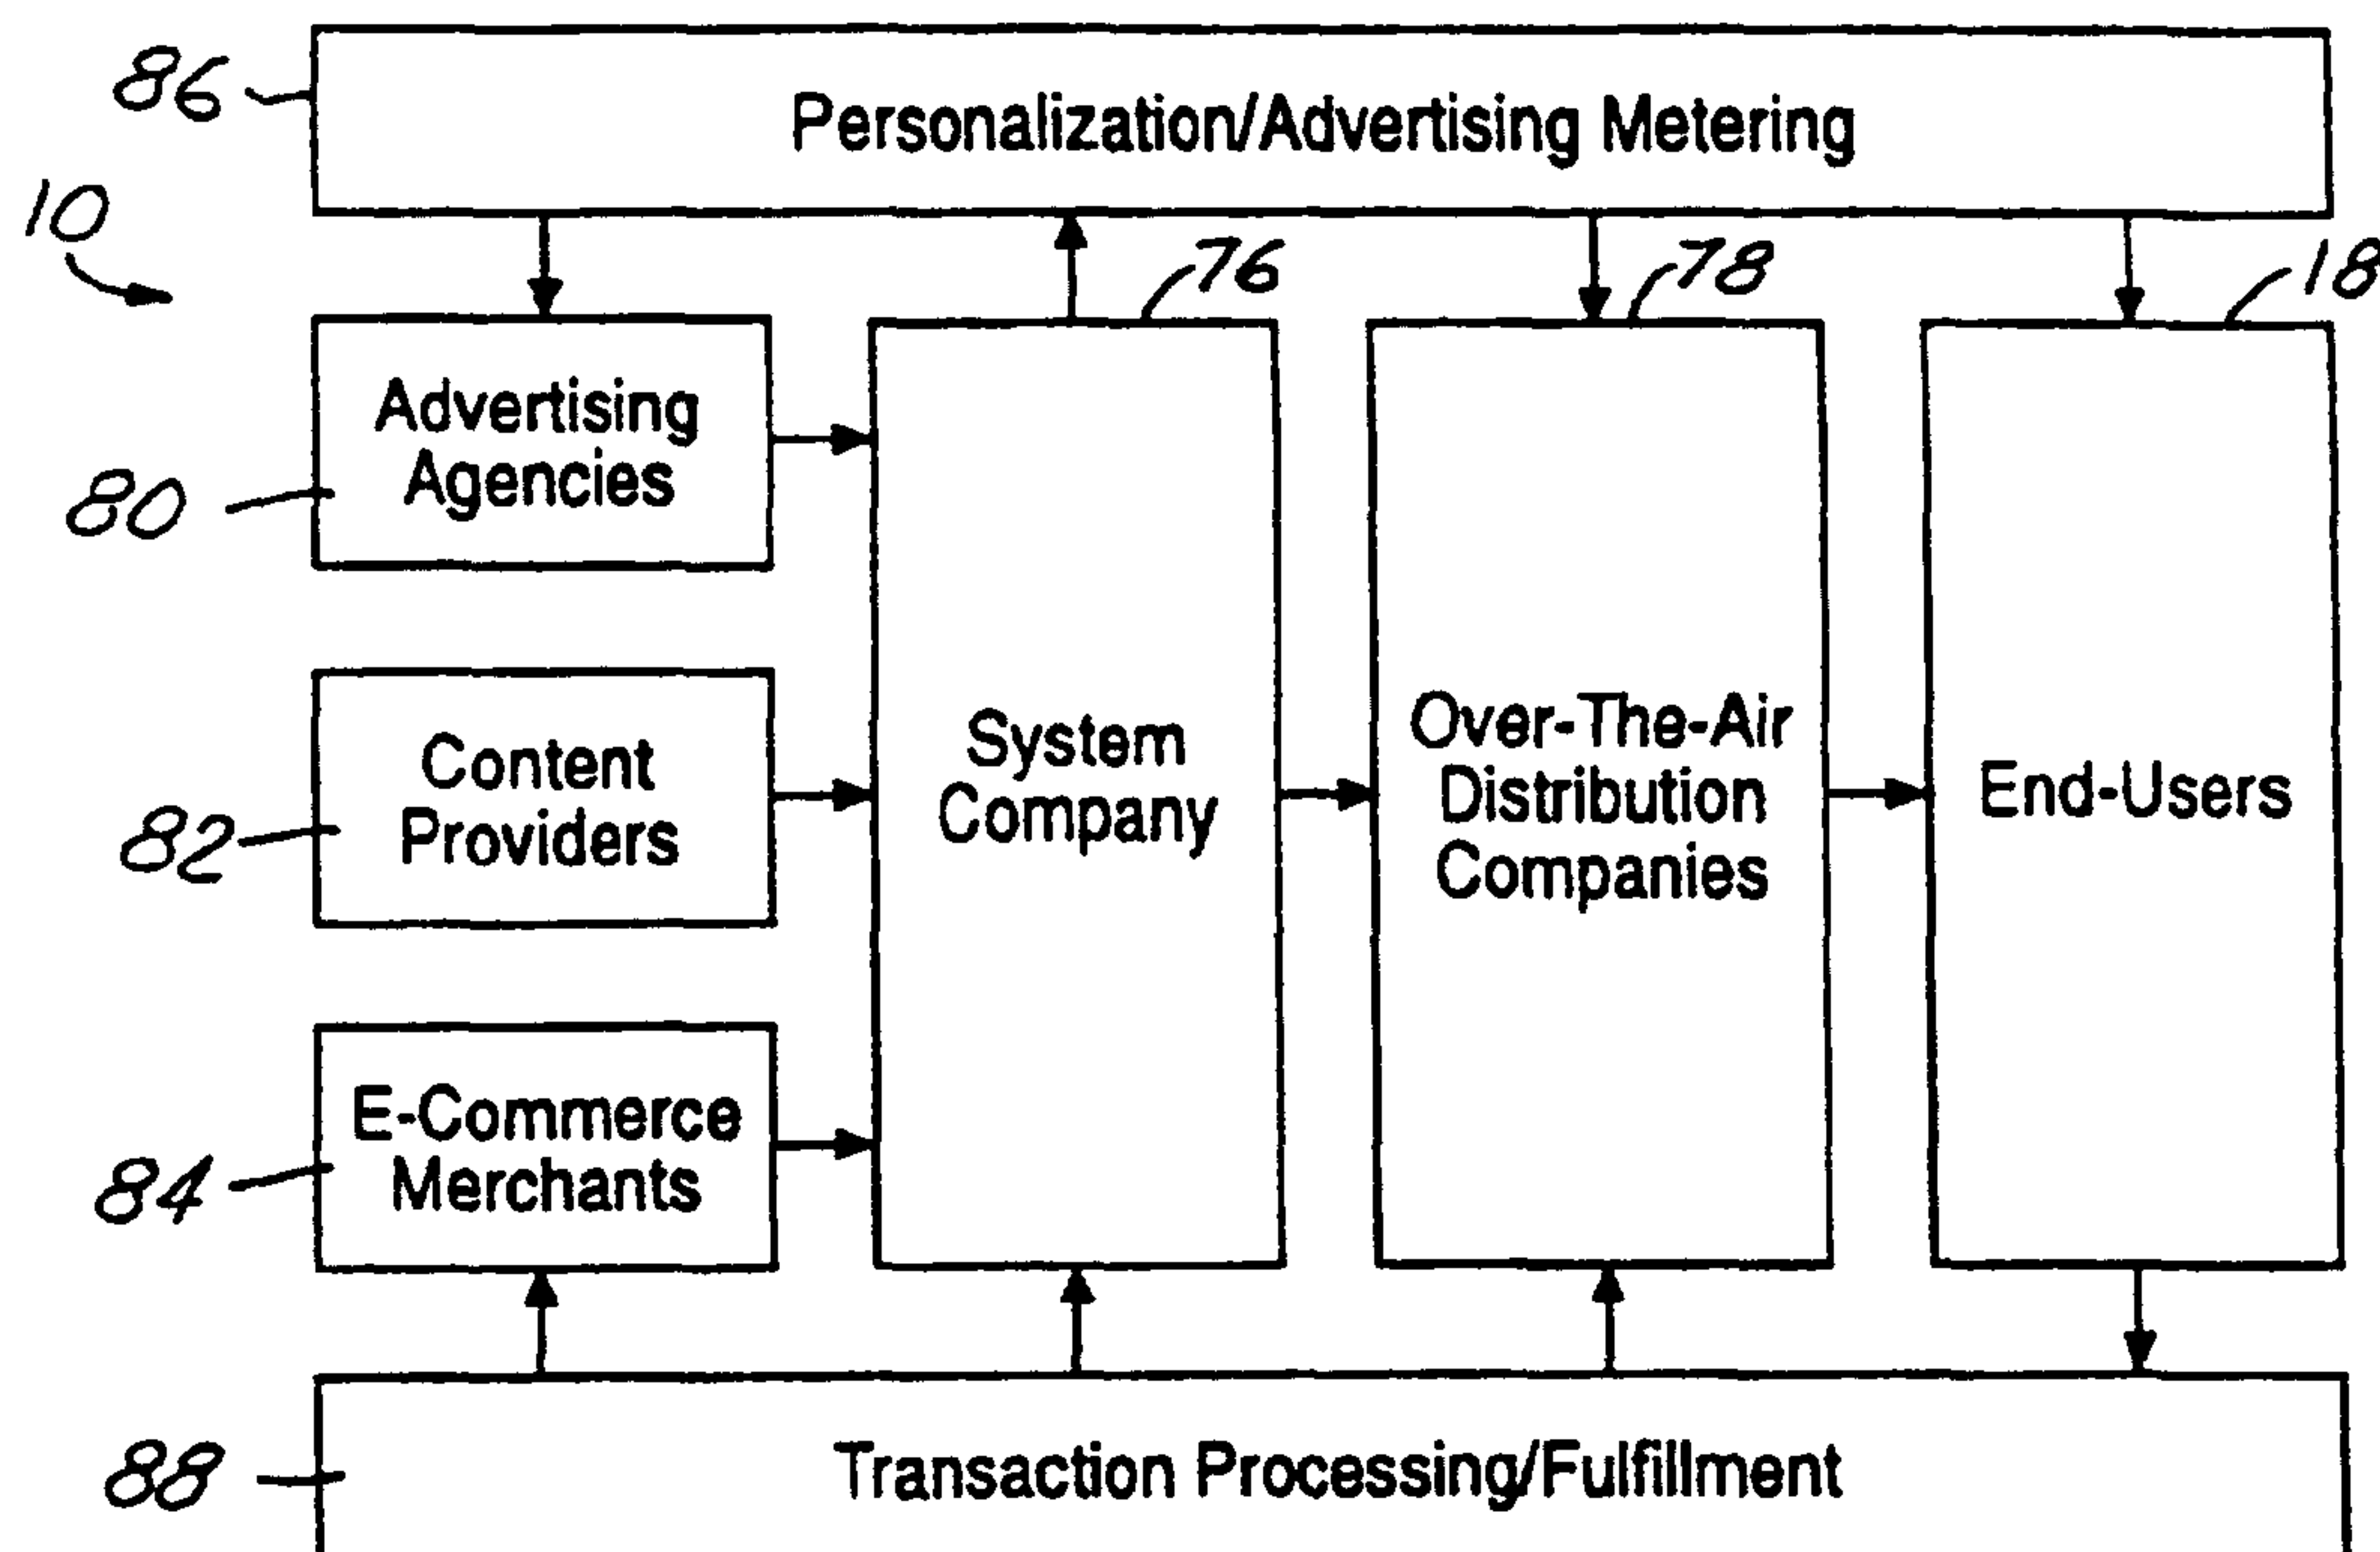 86
Personalization/Advertising Metering
10
76
78
18
Advertising
Agencies
80
Content
Providers
82
System
Company
Over-The-Air
Distribution
Companies
End-Users
E-Commerce
Merchants
84
88
Transaction Processing/Fulfillment